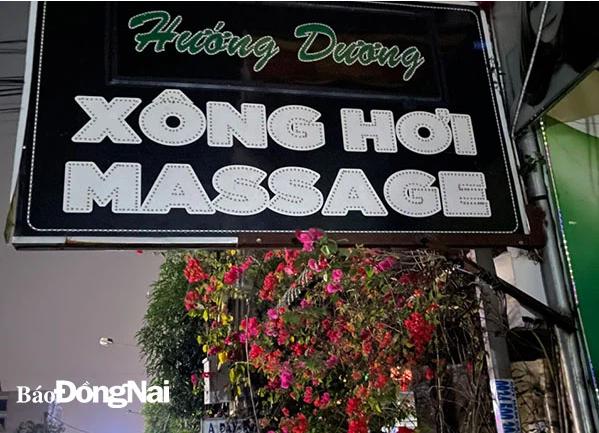 Hướng Dương
XÔNG HƠI
MASSAGE
BáoĐồngNai